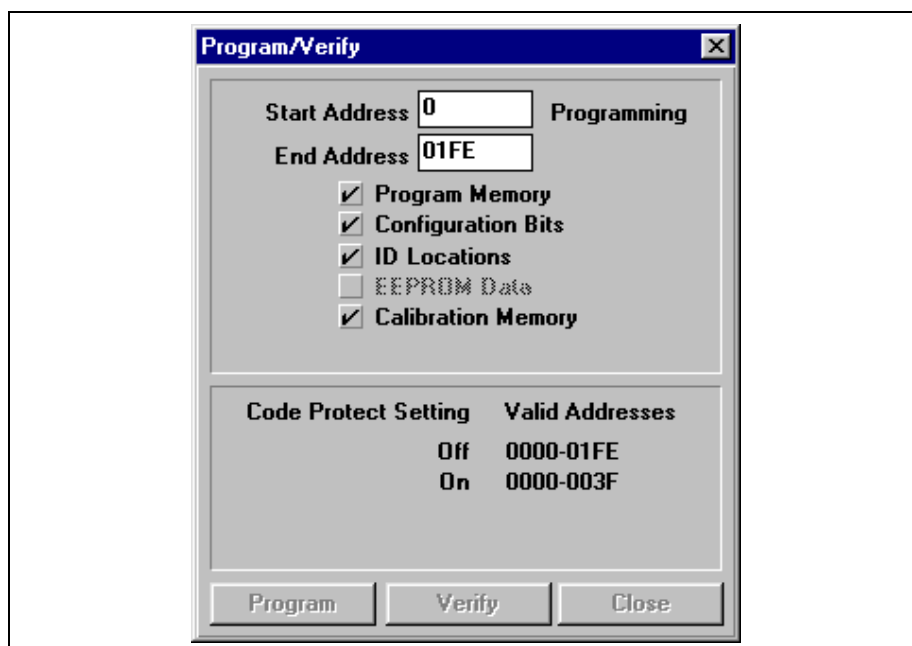 Program/Verify
Start Address 0 Programming
End Address 01FE
Program Memory
Configuration Bits
ID Locations
EEPROM Data
Calibration Memory
Code Protect Setting Valid Addresses
Off 0000-01FE
On 0000-003F
Program Verify Close